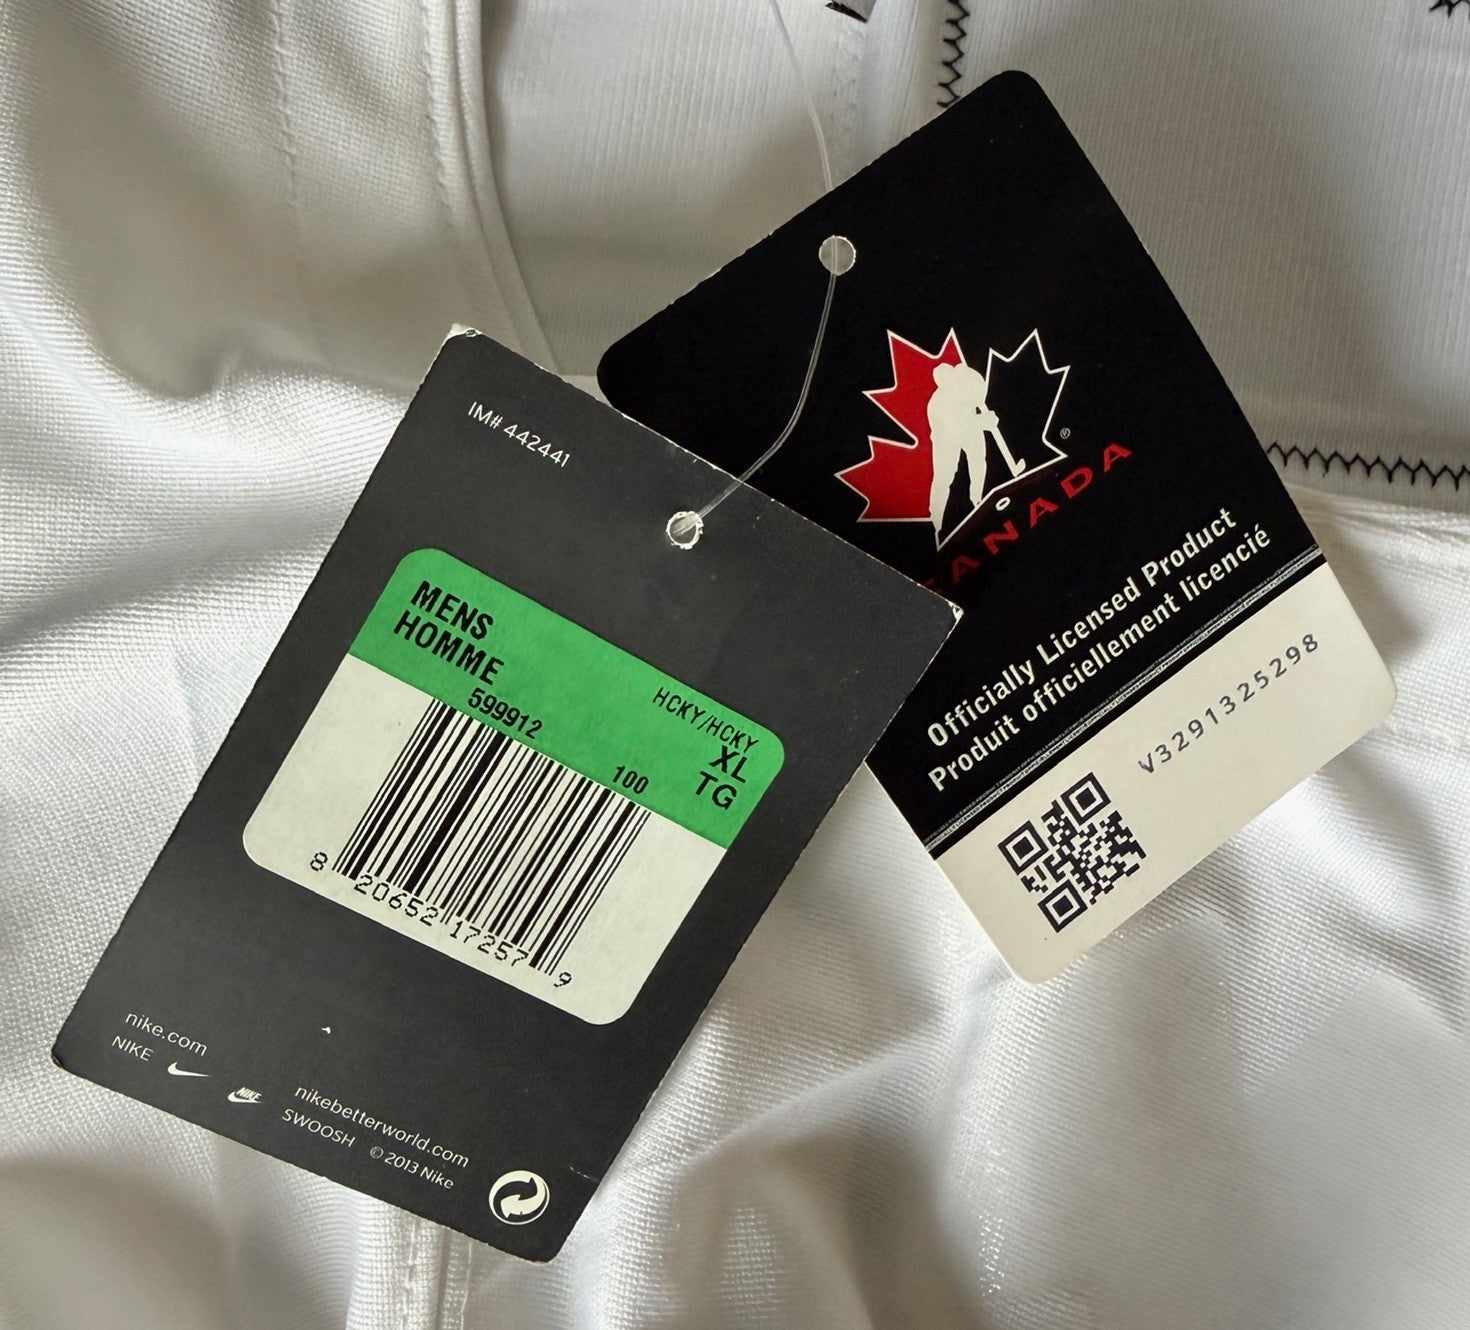 IM# 442441
MENS
HOMME
599912
HCKY/HCKY
XL
100
TG
8 20652 17257 9
nike.com
NIKE
NIKE
nikebetterworld.com
SWOOSH © 2013 Nike
®
CANADA
Officially Licensed Product
Produit officiellement licencié
V3291325298